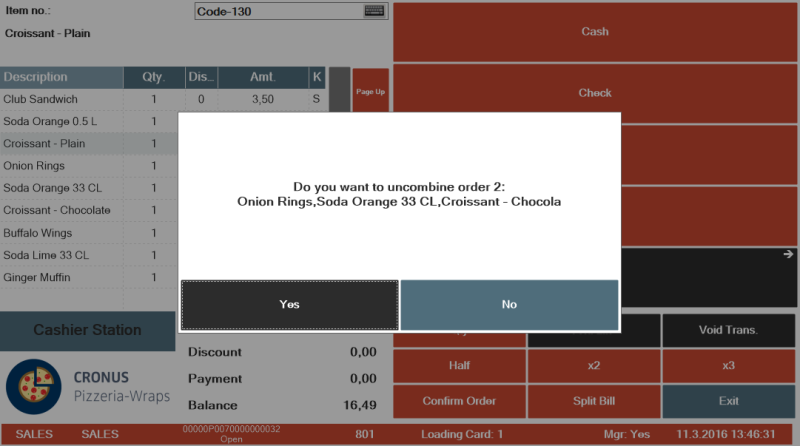 Item no.:
Code-130
Croissant - Plain
Cash
Check
Description Qty. Dis... Amt. K
Page Up
Club Sandwich 1 0 3,50 S
Soda Orange 0.5 L 1
Croissant - Plain 1
Onion Rings 1
Soda Orange 33 CL 1
Croissant - Chocolate 1
Buffalo Wings 1
Soda Lime 33 CL 1
Ginger Muffin 1
Do you want to uncombine order 2:
Onion Rings,Soda Orange 33 CL,Croissant - Chocola
Yes No
Cashier Station
CRONUS
Pizzeria-Wraps
Discount 0,00
Payment 0,00
Balance 16,49
Void Trans.
Half x2 x3
Confirm Order Split Bill Exit
SALES SALES 00000P0070000000032 801 Loading Card: 1 Mgr: Yes 11.3.2016 13:46:31
Open